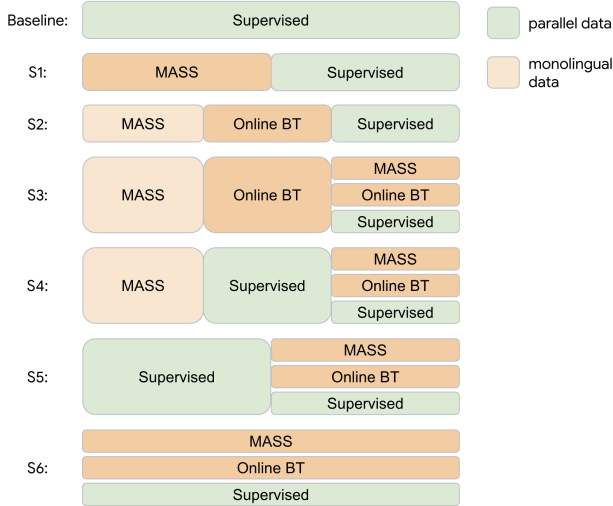 Baseline:
Supervised
parallel data
monolingual
data
S1:
MASS
Supervised
S2:
MASS
Online BT
Supervised
S3:
MASS
Online BT
MASS
Online BT
Supervised
S4:
MASS
Supervised
MASS
Online BT
Supervised
S5:
Supervised
MASS
Online BT
Supervised
S6:
MASS
Online BT
Supervised